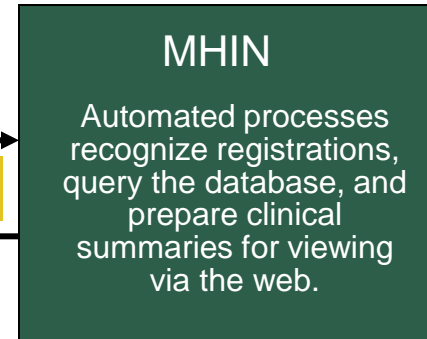 MHIN
Automated processes
recognize registrations,
query the database, and
prepare clinical
summaries for viewing
via the web.